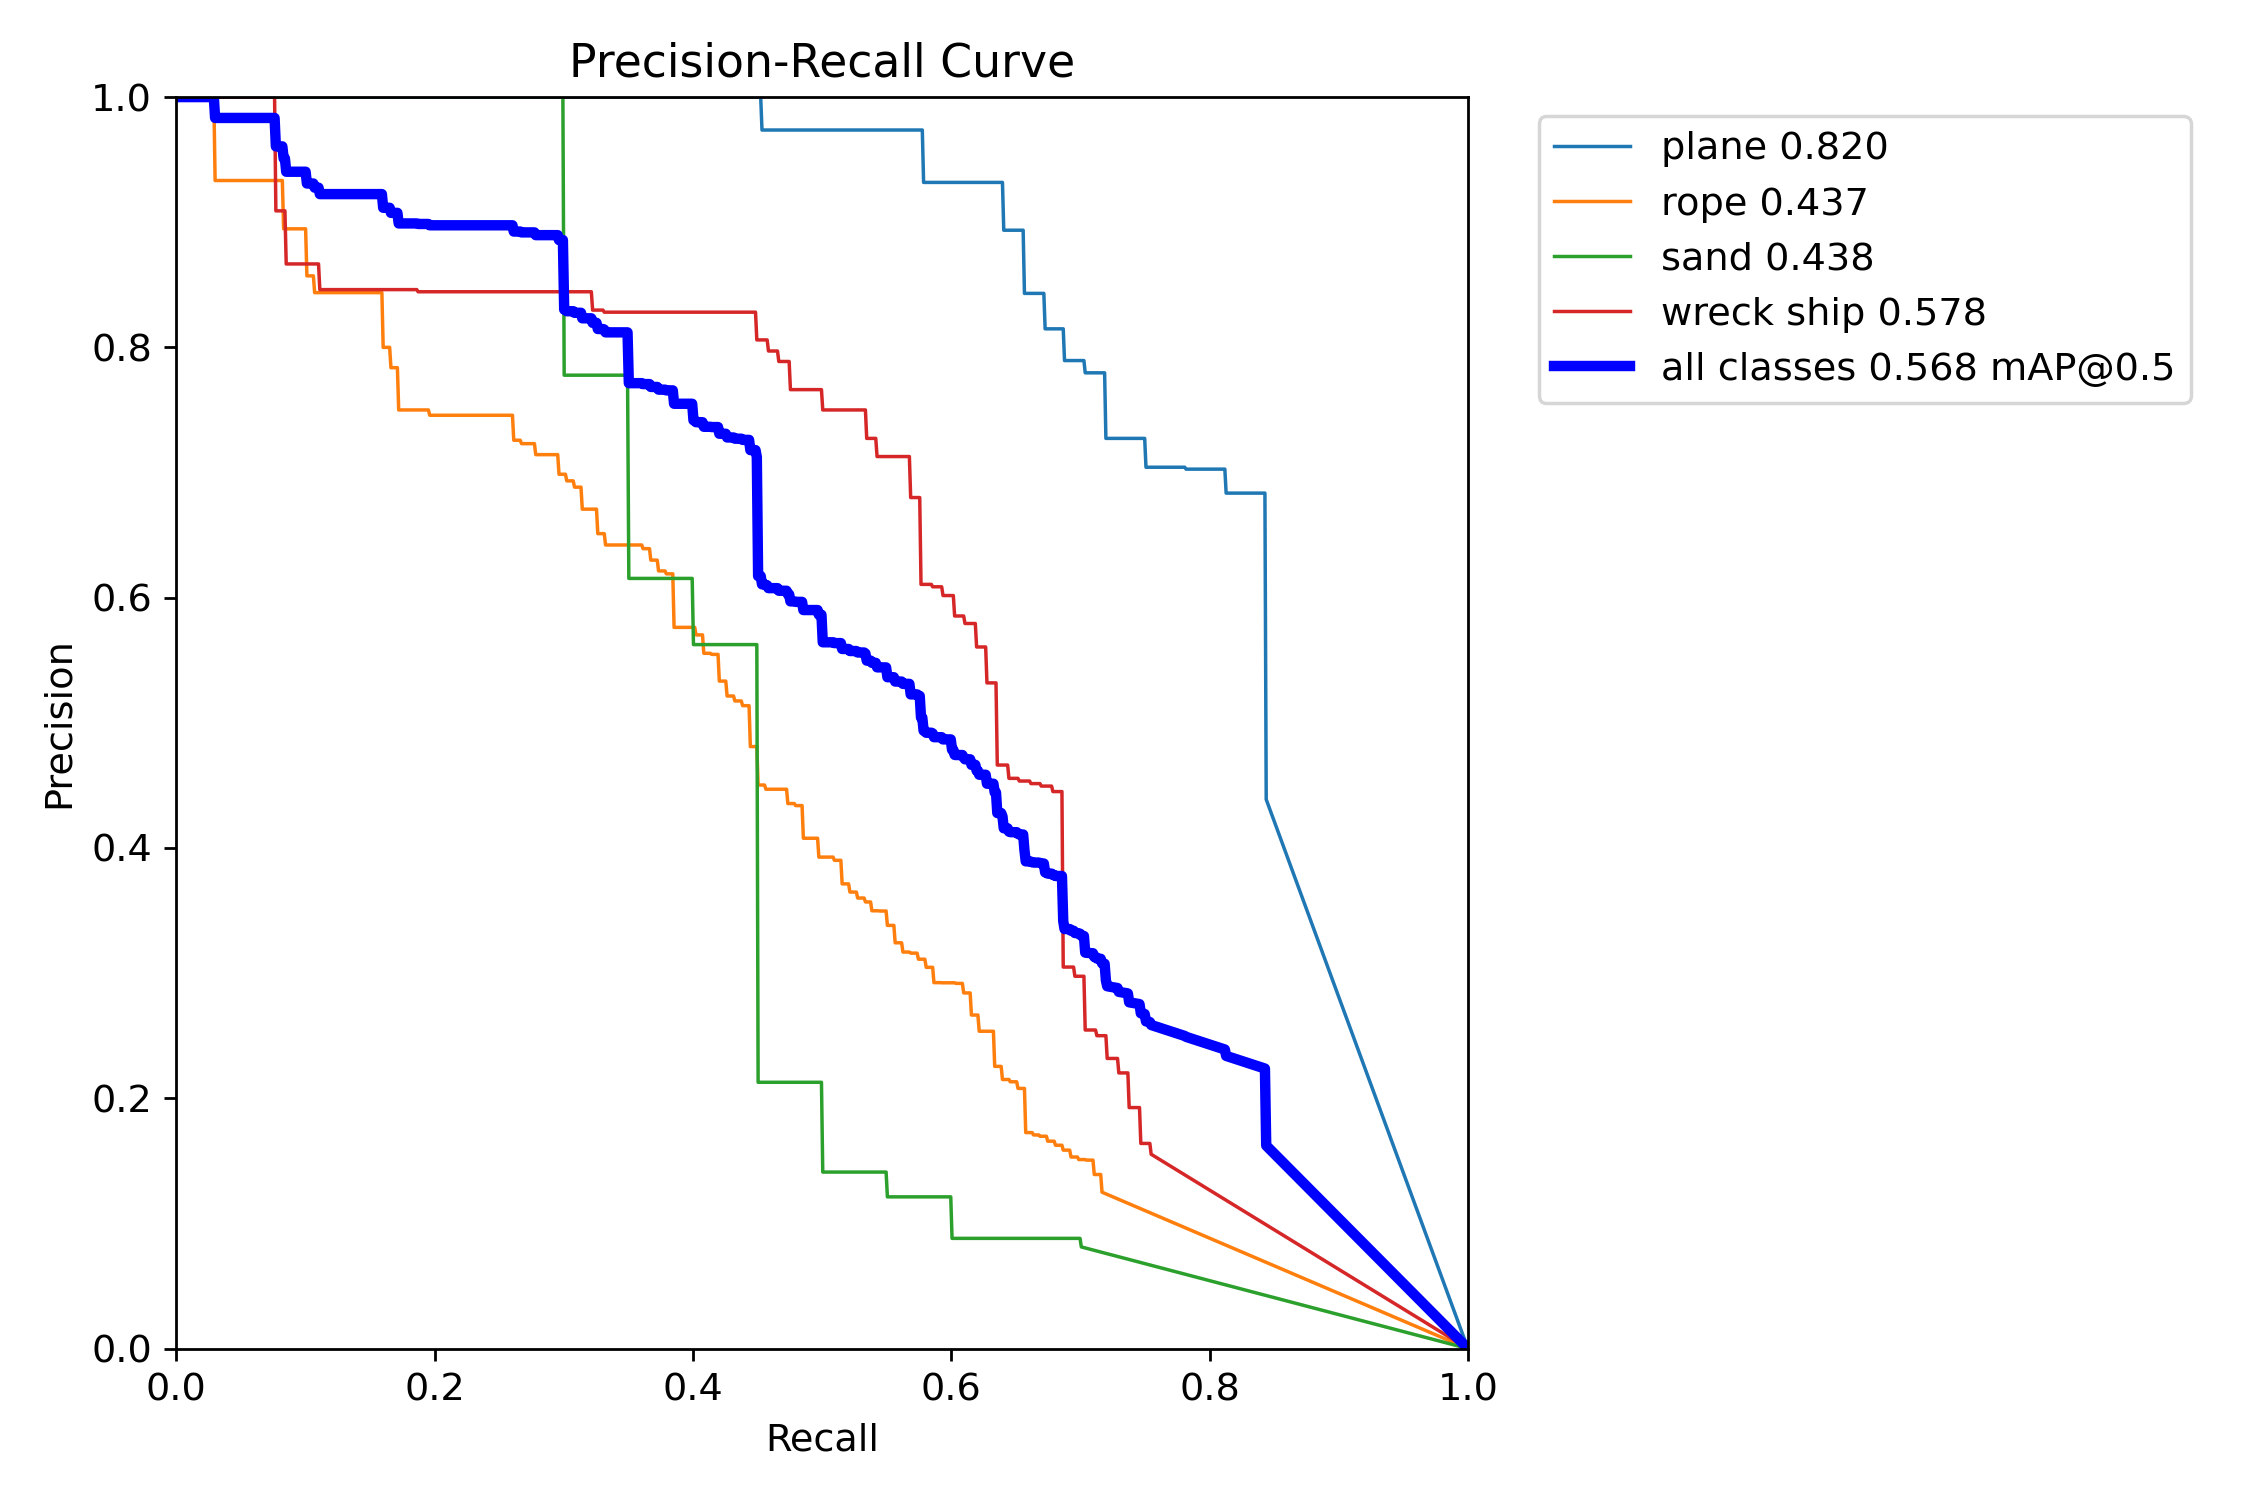 Precision-Recall Curve
1.0
0.8
0.6
0.4
0.2
0.0
Precision
0.0 0.2 0.4 0.6 0.8 1.0
Recall
plane 0.820
rope 0.437
sand 0.438
wreck ship 0.578
all classes 0.568 mAP@0.5